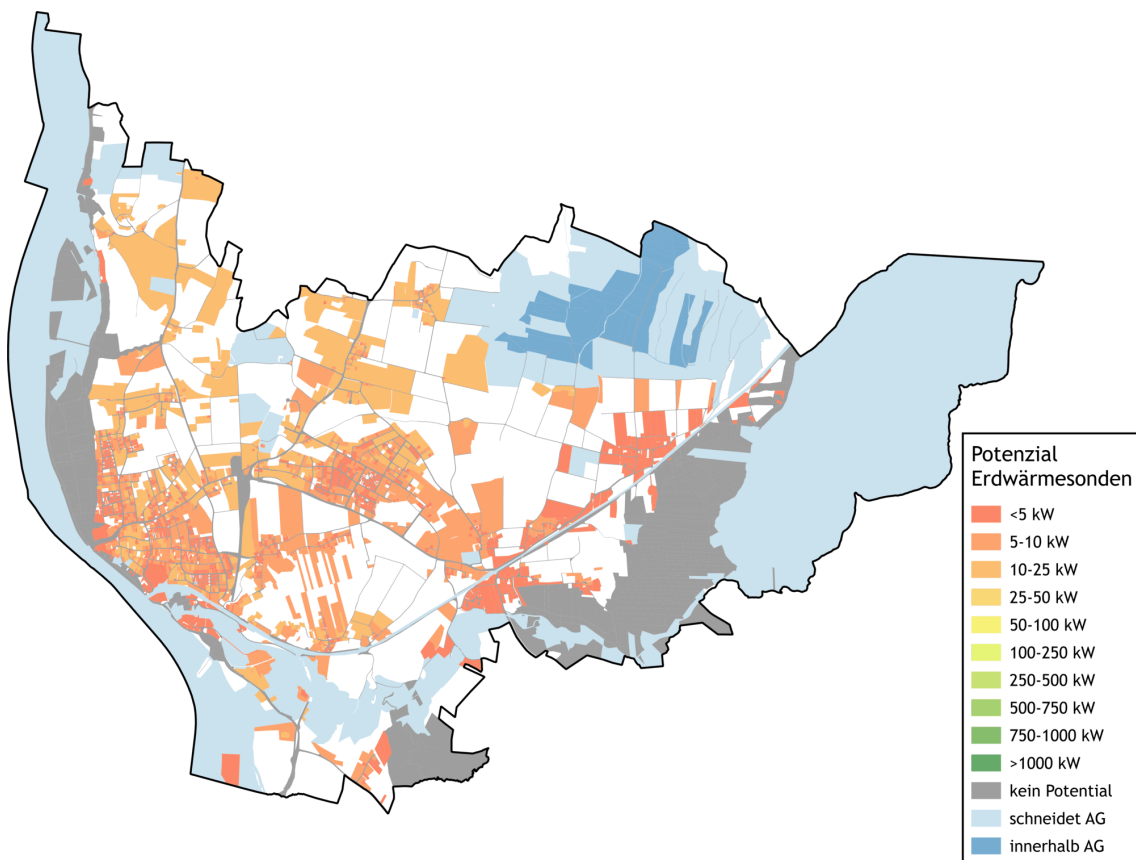 Potenzial
Erdwärmesonden
<5 kW
5-10 kW
10-25 kW
25-50 kW
50-100 kW
100-250 kW
250-500 kW
500-750 kW
750-1000 kW
>1000 kW
kein Potential
schneidet AG
innerhalb AG